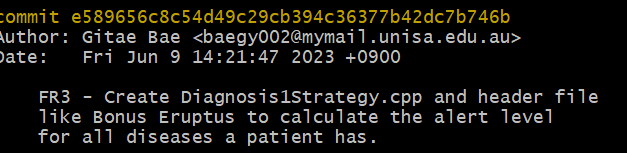 commit e589656c8c54d49c29cb394c36377b42dc7b746b
Author: Gitae Bae <baegy002@mymail.unisa.edu.au>
Date:   Fri Jun 9 14:21:47 2023 +0900
FR3 - Create Diagnosis1Strategy.cpp and header file
like Bonus Eruptus to calculate the alert level
for all diseases a patient has.